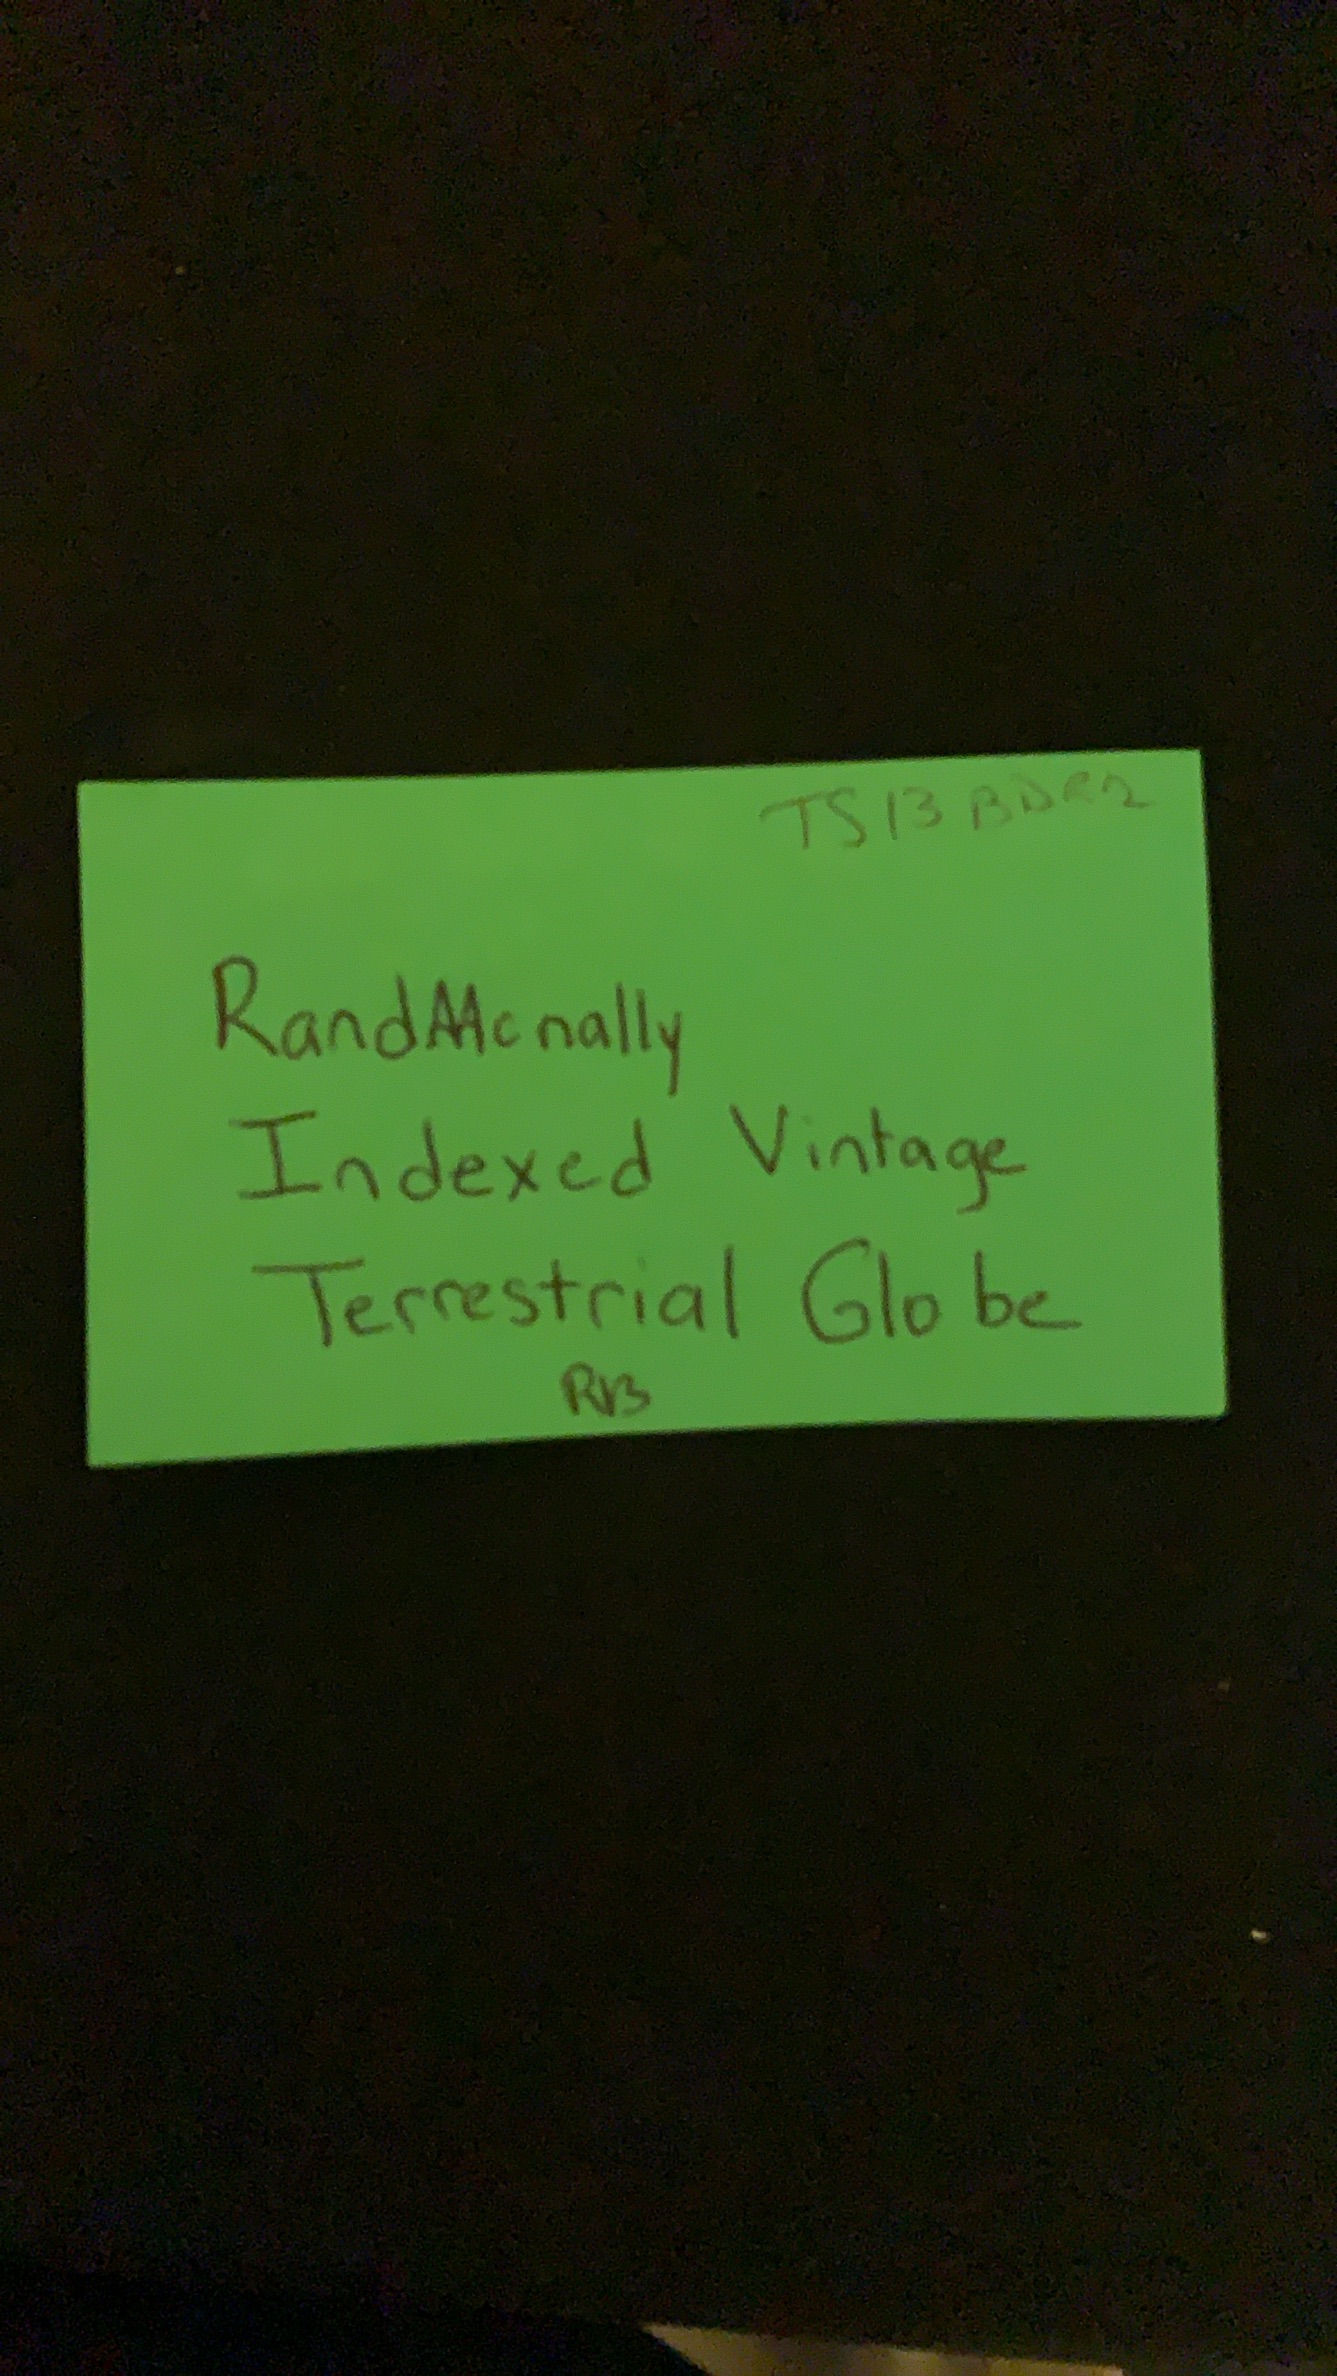 TS13 BDR2
RandMcnally
Indexed Vintage
Terrestrial Globe
RB